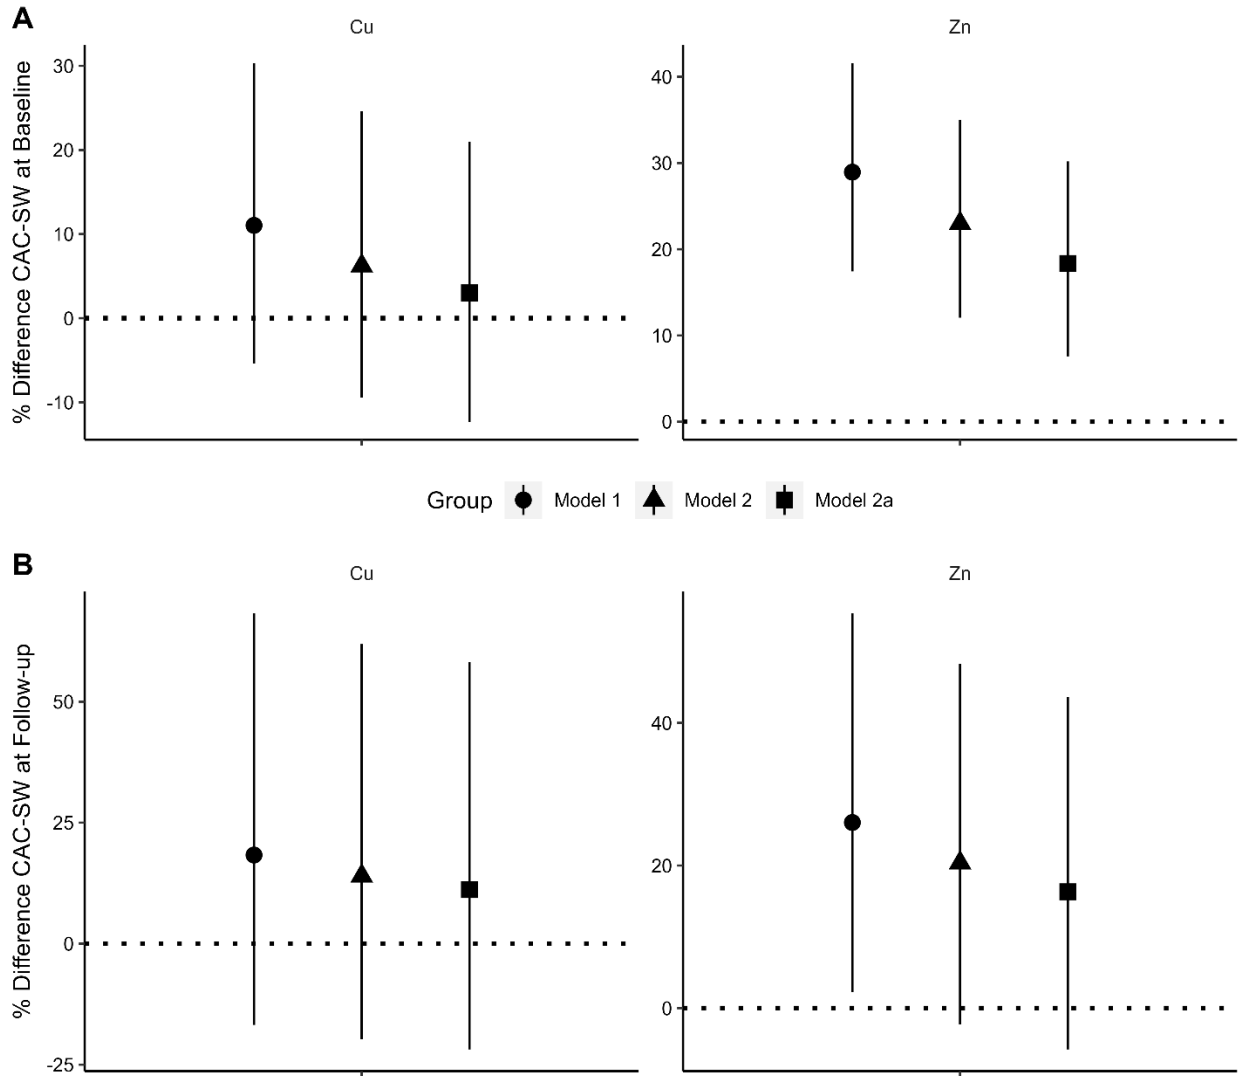 A
Cu
Zn
% Difference CAC-SW at Baseline
30
20
10
0
-10
40
30
20
10
0
Group Model 1 Model 2 Model 2a
B
Cu
Zn
% Difference CAC-SW at Follow-up
50
25
0
-25
40
20
0